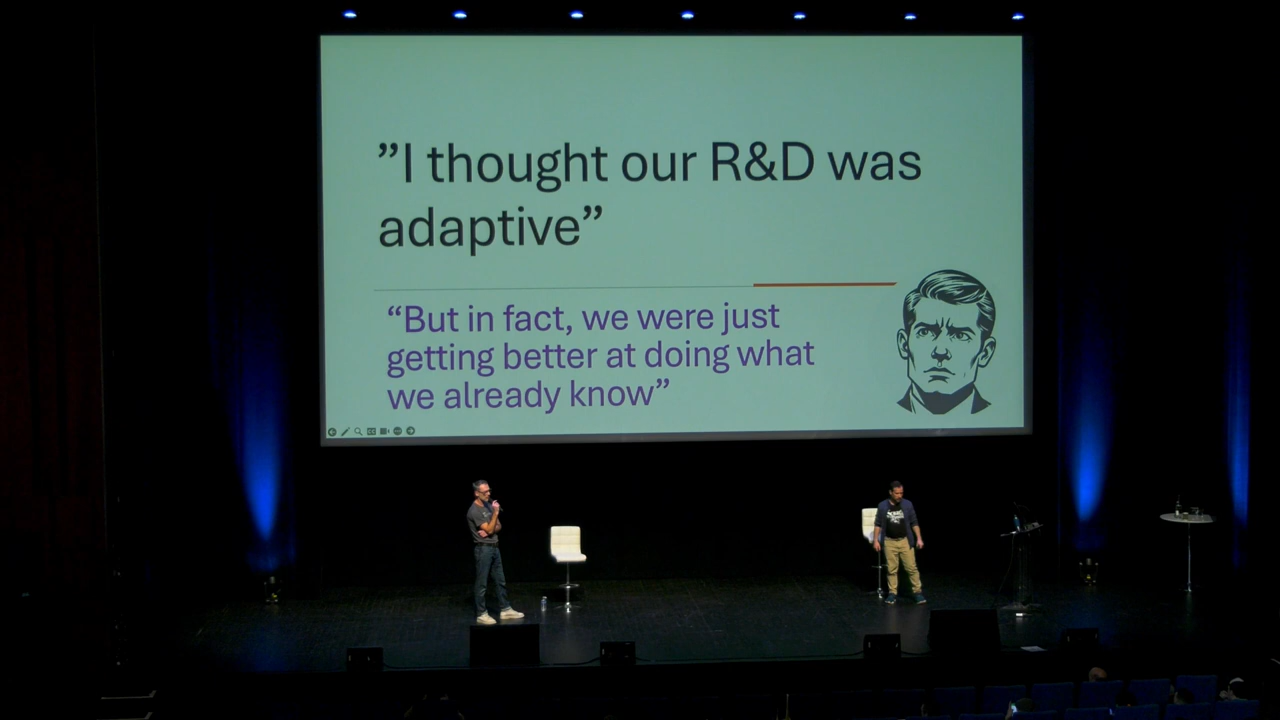 ”I thought our R&D was
adaptive”
“But in fact, we were just
getting better at doing what
we already know”